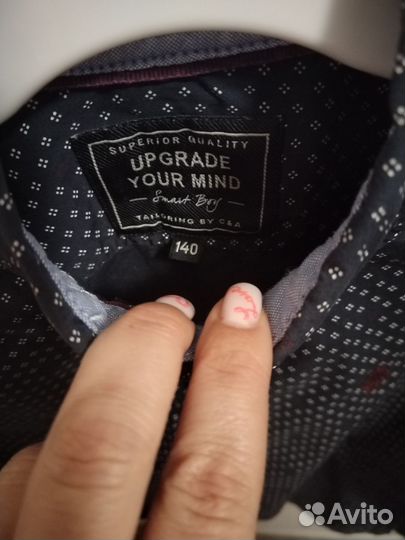 SUPERIOR QUALITY
UPGRADE
YOUR MIND
Smart Boy
TAILORING BY C&A
140
Avito